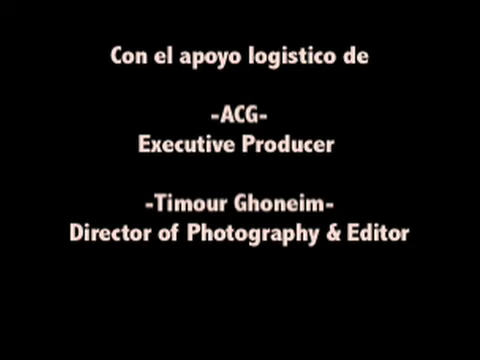 Con el apoyo logistico de
-ACG-
Executive Producer
-Timour Ghoneim-
Director of Photography & Editor